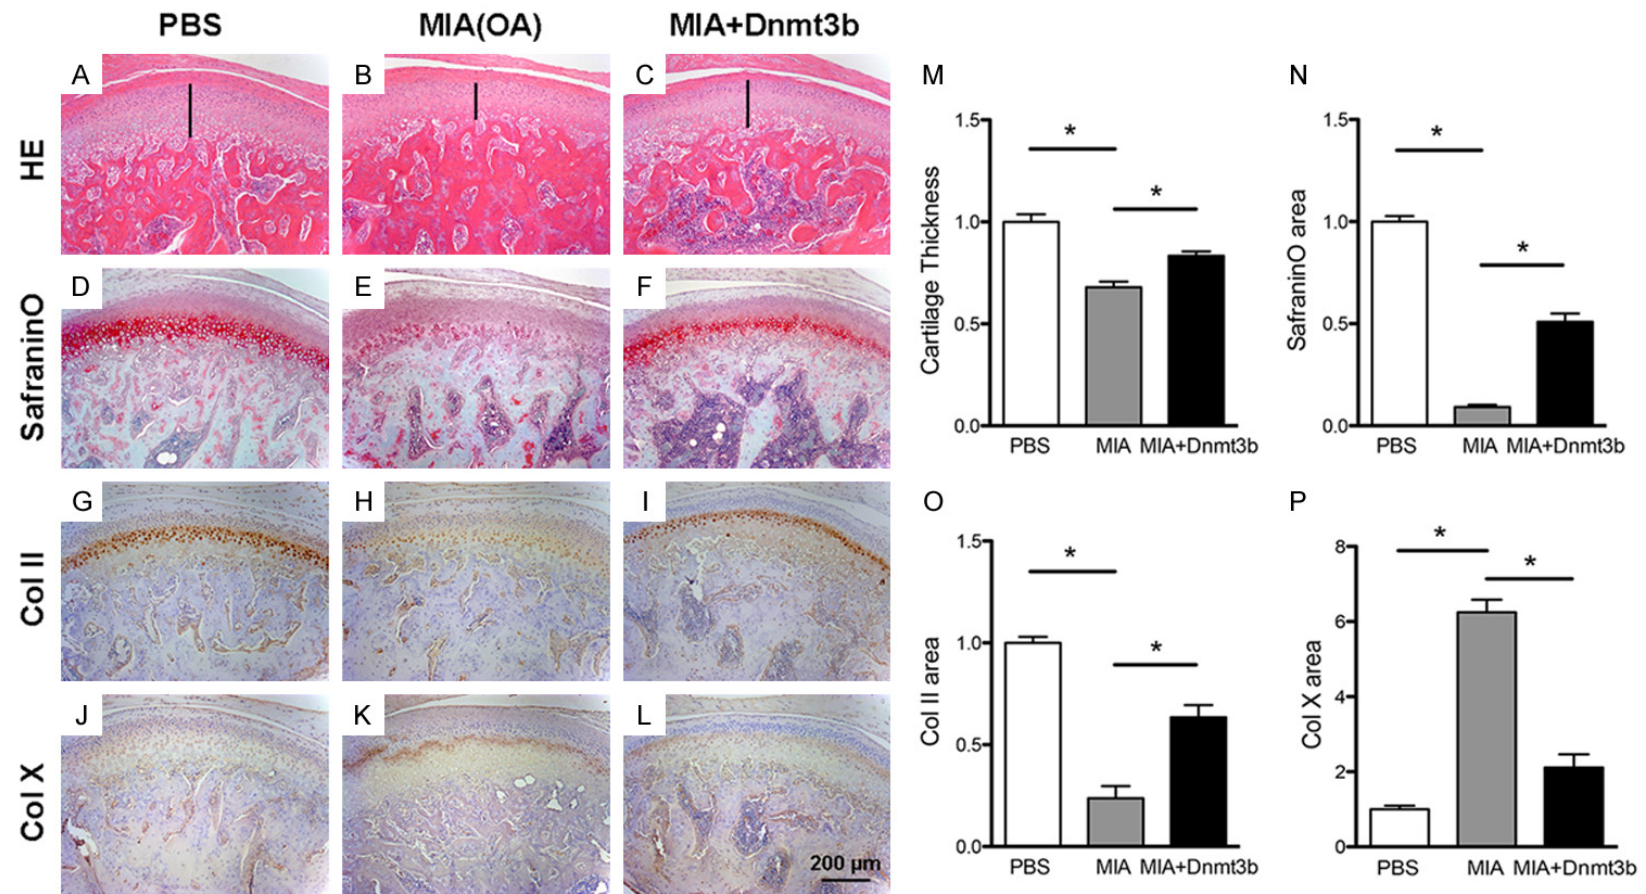 PBS MIA(OA) MIA+Dnmt3b
HE
A B C
SafraninO
D E F
Col II
G H I
Col X
J K L
200 μm
M
Cartilage Thickness
1.5
1.0
0.5
0.0
* *
PBS MIA MIA+Dnmt3b
N
SafraninO area
1.5
1.0
0.5
0.0
* *
PBS MIA MIA+Dnmt3b
O
Col II area
1.5
1.0
0.5
0.0
* *
PBS MIA MIA+Dnmt3b
P
Col X area
8
6
4
2
0
* *
PBS MIA MIA+Dnmt3b